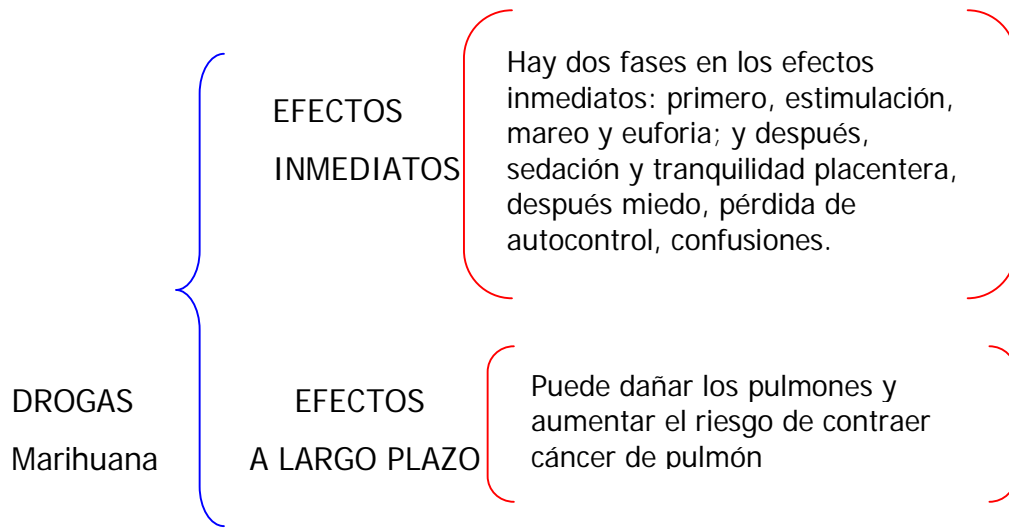 EFECTOS
INMEDIATOS
Hay dos fases en los efectos
inmediatos: primero, estimulación,
mareo y euforia; y después,
sedación y tranquilidad placentera,
después miedo, pérdida de
autocontrol, confusiones.
DROGAS
Marihuana
EFECTOS
A LARGO PLAZO
Puede dañar los pulmones y
aumentar el riesgo de contraer
cáncer de pulmón